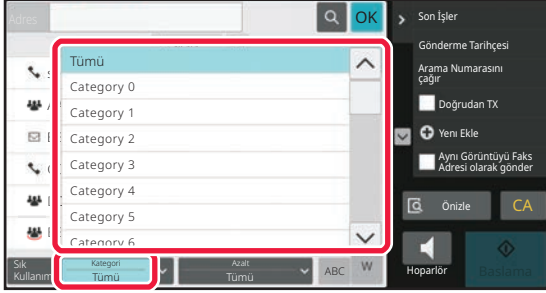 Adres
OK
Tümü
Category 0
Category 1
Category 2
Category 3
Category 4
Category 5
Category 6
Sık
Kullanım
Kategori
Tümü
Azalt
Tümü
ABC
W
Son İşler
Gönderme Tarihçesi
Arama Numarasını
çağır
Doğrudan TX
Yeni Ekle
Aynı Görüntüyü Faks
Adresi olarak gönder
Önizle
CA
Hoparlör
Başlama